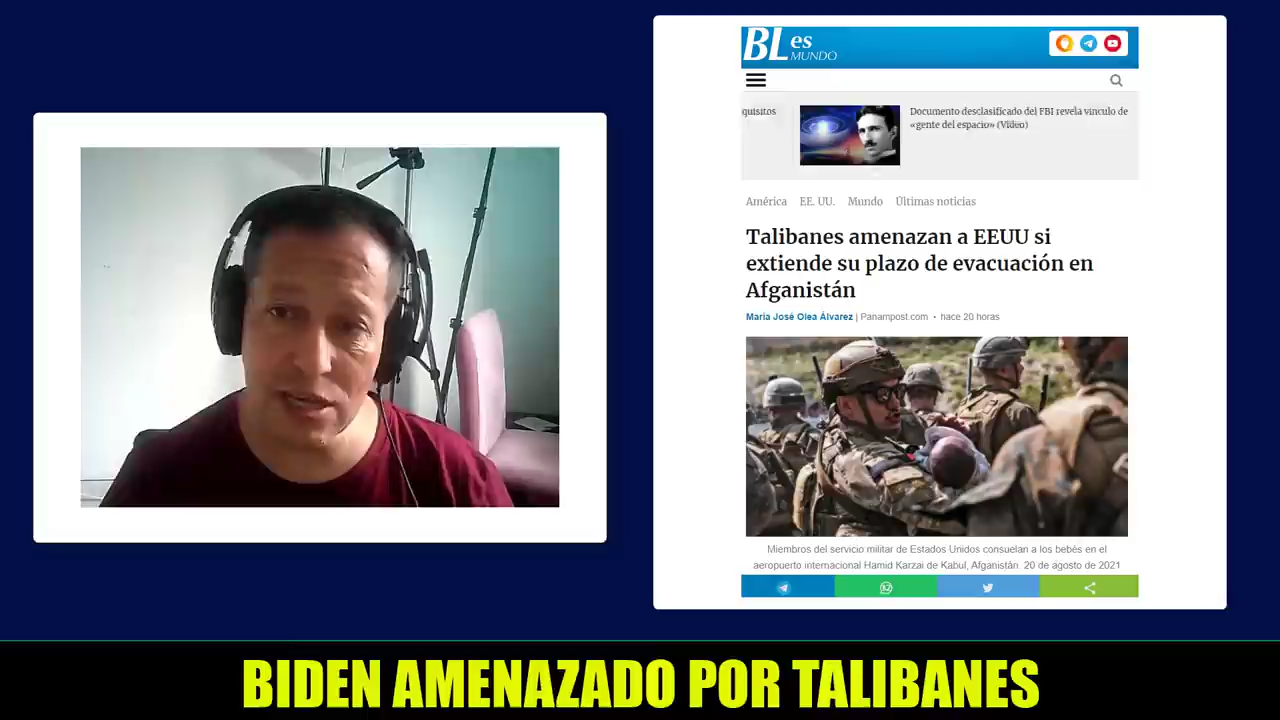 BL es
MUNDO
quisitos
Documento desclasificado del FBI revela vínculo de
«gente del espacio» (Video)
América EE. UU. Mundo Últimas noticias
Talibanes amenazan a EEUU si
extiende su plazo de evacuación en
Afganistán
María José Olea Álvarez | Panampost.com • hace 20 horas
Miembros del servicio militar de Estados Unidos consuelan a los bebés en el
aeropuerto internacional Hamid Karzai de Kabul, Afganistán. 20 de agosto de 2021
BIDEN AMENAZADO POR TALIBANES